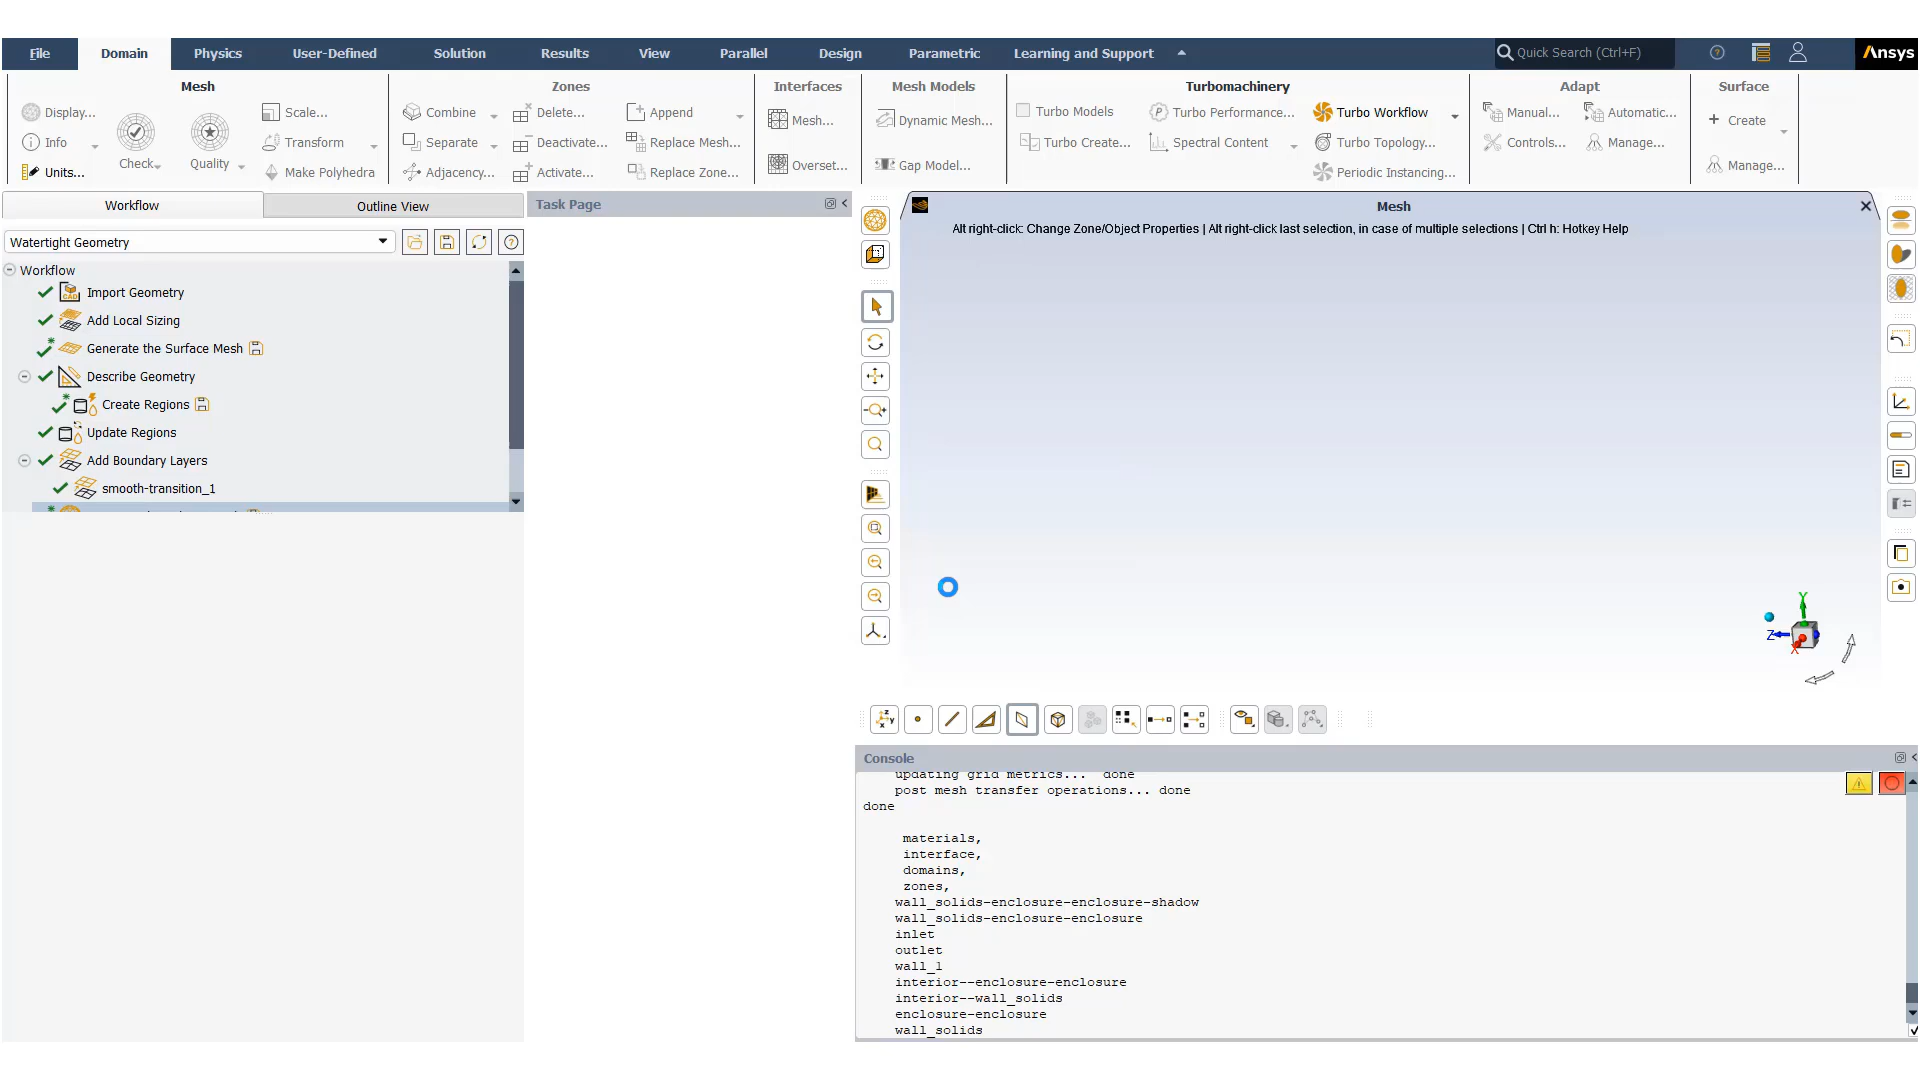 File Domain Physics User-Defined Solution Results View Parallel Design Parametric Learning and Support Quick Search (Ctrl+F) Ansys
Mesh Zones Interfaces Mesh Models Turbomachinery Adapt Surface
Display... Scale... Combine Delete... Append Mesh... Dynamic Mesh... Turbo Models Turbo Performance... Turbo Workflow Manual... Automatic... Create
Info Check Quality Transform Separate Deactivate... Replace Mesh... Turbo Create... Spectral Content Turbo Topology... Controls... Manage...
Units... Make Polyhedra Adjacency... Activate... Replace Zone... Overset... Gap Model... Periodic Instancing... Manage...
Workflow Outline View Task Page Mesh
Alt right-click: Change Zone/Object Properties | Alt right-click last selection, in case of multiple selections | Ctrl h: Hotkey Help
Watertight Geometry
Workflow
Import Geometry
Add Local Sizing
Generate the Surface Mesh
Describe Geometry
Create Regions
Update Regions
Add Boundary Layers
smooth-transition_1
Y
Z
X
Console
updating grid metrics... done
post mesh transfer operations... done
done
materials,
interface,
domains,
zones,
wall_solids-enclosure-enclosure-shadow
wall_solids-enclosure-enclosure
inlet
outlet
wall_1
interior--enclosure-enclosure
interior--wall_solids
enclosure-enclosure
wall_solids